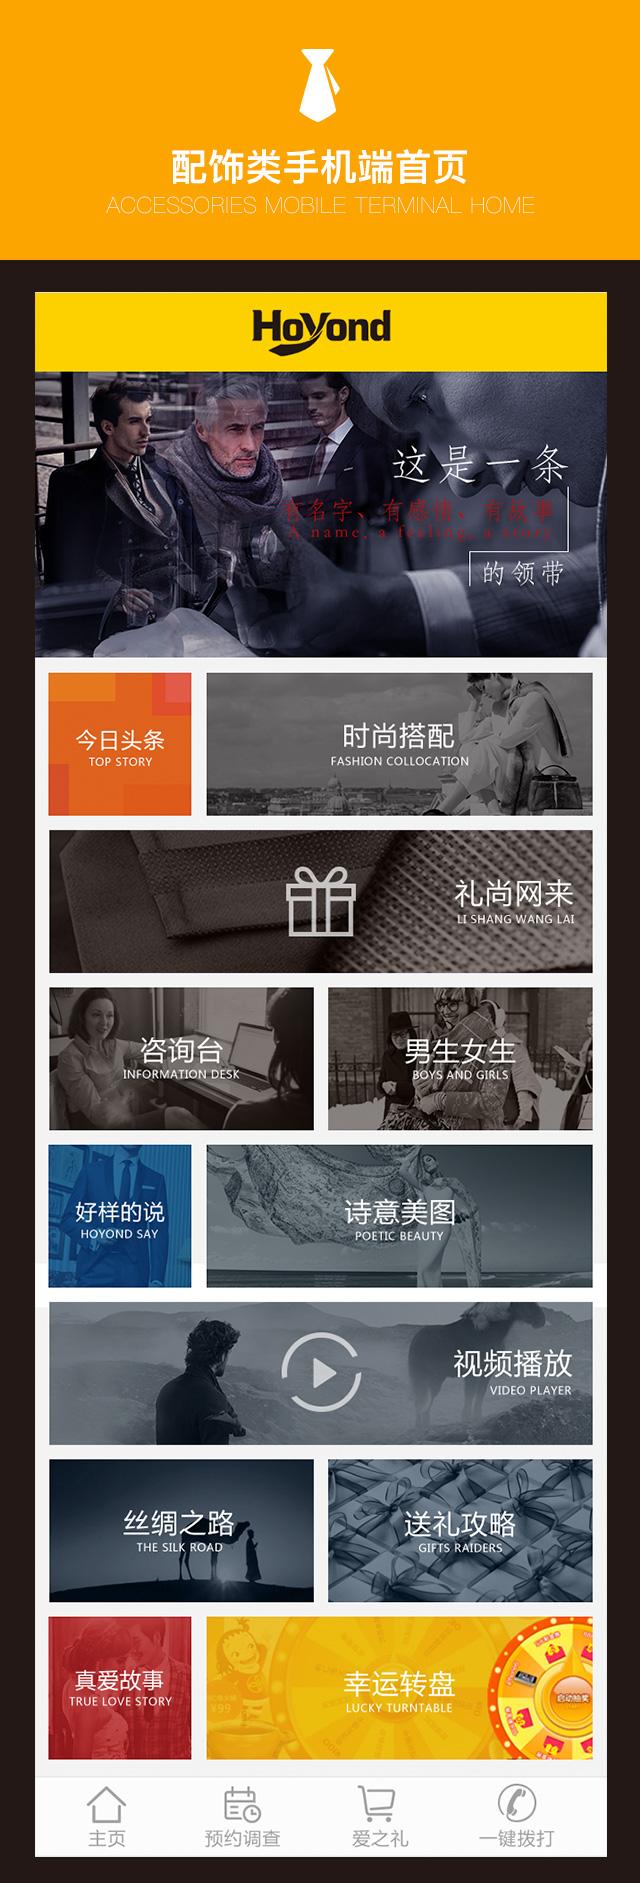 配饰类手机端首页
ACCESSORIES MOBILE TERMINAL HOME
HoYond
这是一条
有名字、有感情、有故事
A name, a feeling, a story
的领带
今日头条
TOP STORY
时尚搭配
FASHION COLLOCATION
礼尚网来
LI SHANG WANG LAI
咨询台
INFORMATION DESK
男生女生
BOYS AND GIRLS
好样的说
HOYOND SAY
诗意美图
POETIC BEAUTY
视频播放
VIDEO PLAYER
丝绸之路
THE SILK ROAD
送礼攻略
GIFTS RAIDERS
真爱故事
TRUE LOVE STORY
幸运转盘
LUCKY TURNTABLE
启动抽奖
¥99
主页
预约调查
爱之礼
一键拨打